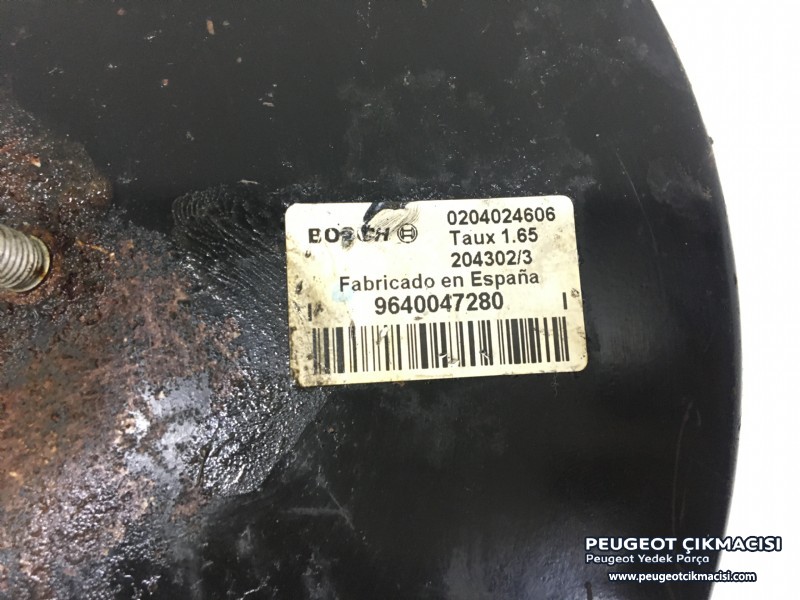 BOSCH 0204024606
Taux 1.65
204302/3
Fabricado en España
I 9640047280 I
PEUGEOT ÇIKMACISI
Peugeot Yedek Parça
www.peugeotcikmacisi.com